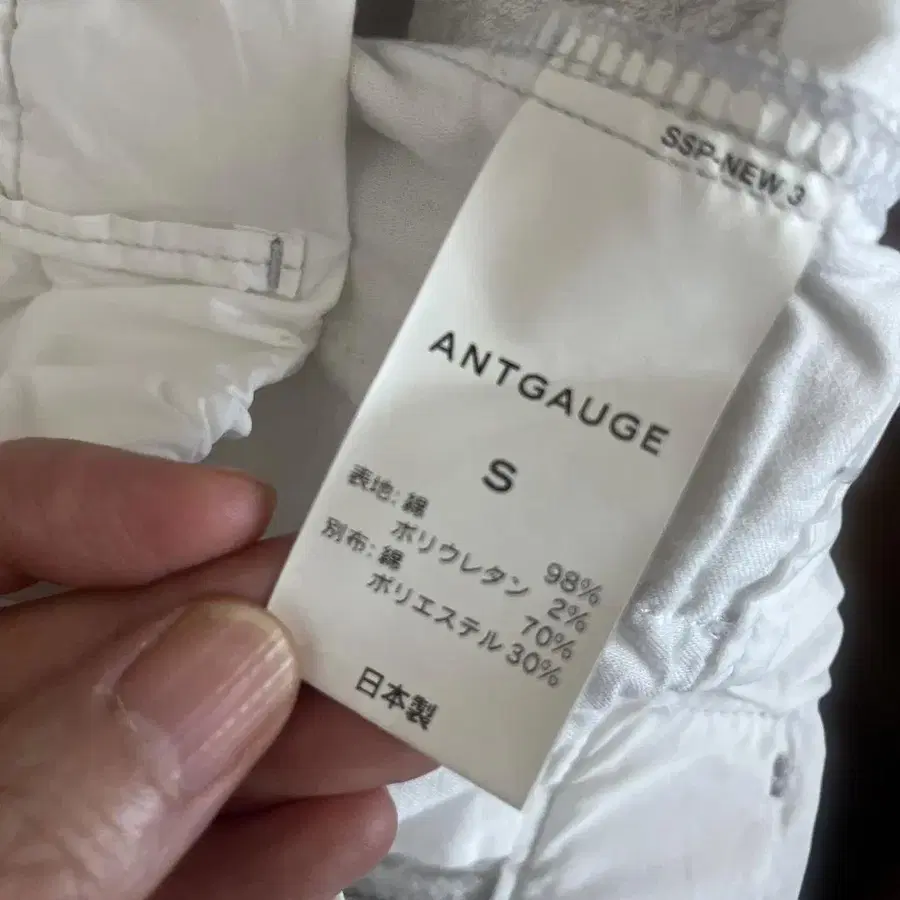 SSP-NEW 3
ANTGAUGE
S
表地: 綿 98%
ポリウレタン 2%
別布: 綿 70%
ポリエステル 30%
日本製